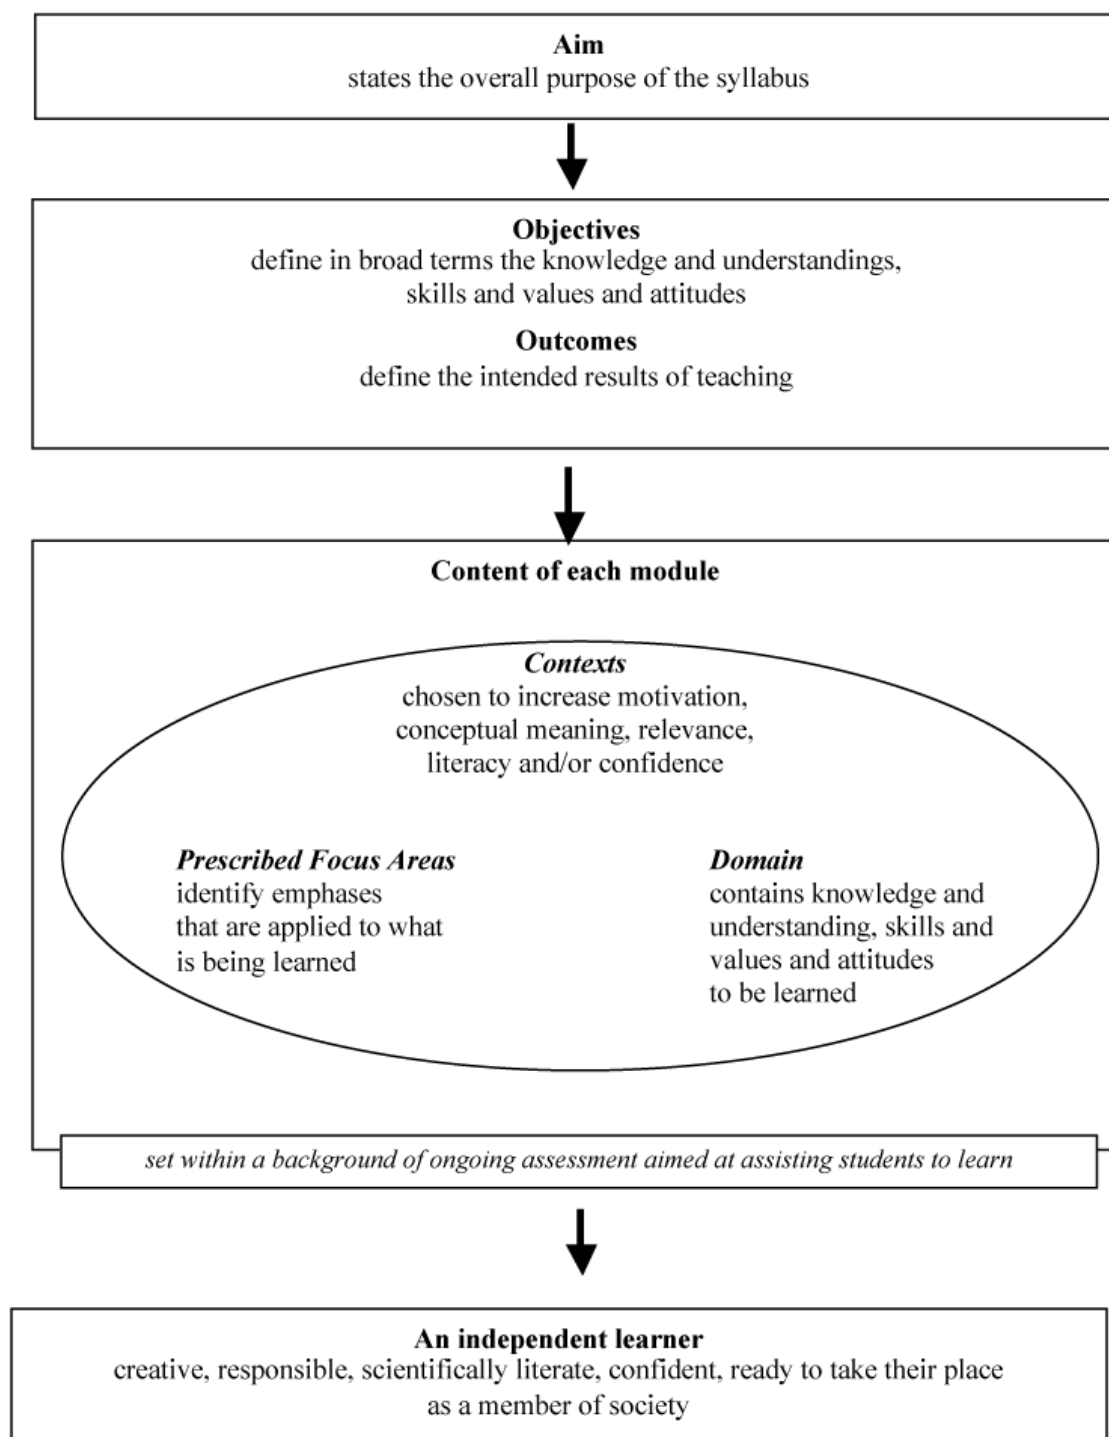 Aim
states the overall purpose of the syllabus
Objectives
define in broad terms the knowledge and understandings,
skills and values and attitudes
Outcomes
define the intended results of teaching
Content of each module
Contexts
chosen to increase motivation,
conceptual meaning, relevance,
literacy and/or confidence
Prescribed Focus Areas
identify emphases
that are applied to what
is being learned
Domain
contains knowledge and
understanding, skills and
values and attitudes
to be learned
set within a background of ongoing assessment aimed at assisting students to learn
An independent learner
creative, responsible, scientifically literate, confident, ready to take their place
as a member of society